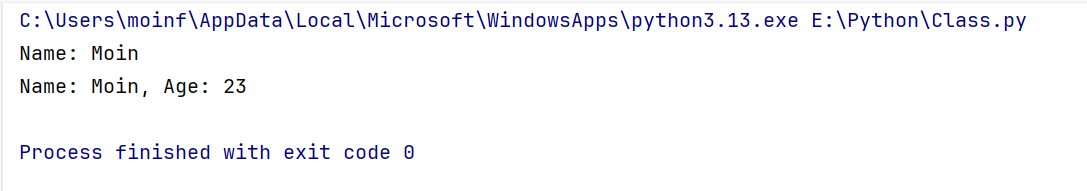 C:\Users\moinf\AppData\Local\Microsoft\WindowsApps\python3.13.exe E:\Python\Class.py
Name: Moin
Name: Moin, Age: 23
Process finished with exit code 0